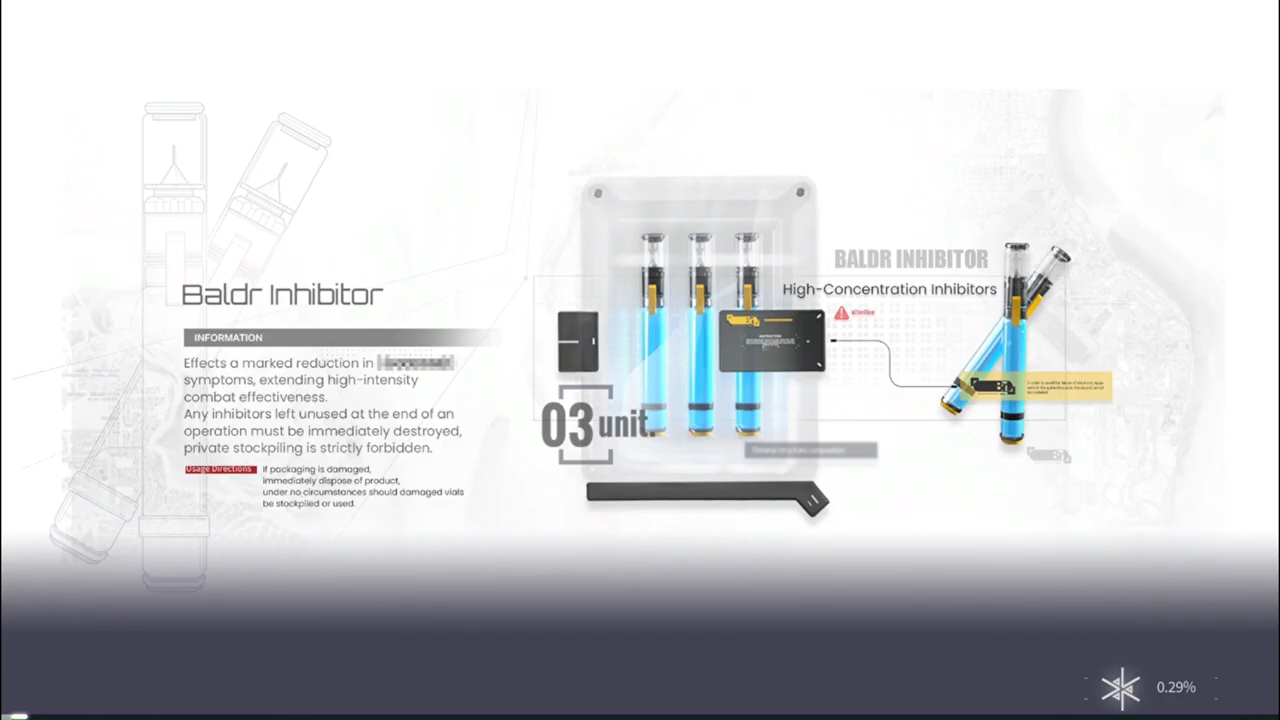 Baldr Inhibitor
INFORMATION
Effects a marked reduction in
symptoms, extending high-intensity
combat effectiveness.
Any inhibitors left unused at the end of an
operation must be immediately destroyed,
private stockpiling is strictly forbidden.
Usage Directions
If packaging is damaged,
immediately dispose of product,
under no circumstances should damaged vials
be stockpiled or used.
03 unit.
BALDR INHIBITOR
High-Concentration Inhibitors
attention
0.29%